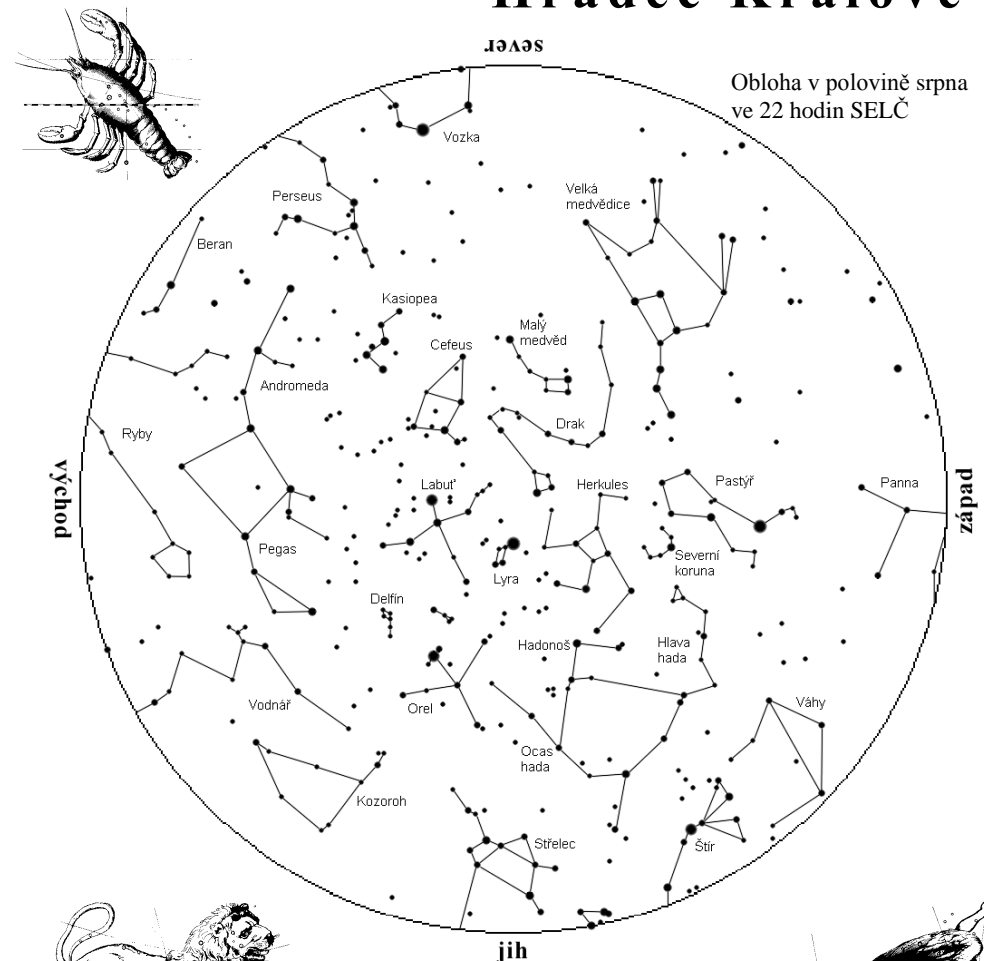 Hradec Králové
sever
Obloha v polovině srpna
ve 22 hodin SELČ
Vozka
Perseus
Velká
medvědice
Beran
Kasiopea
Malý
medvěd
Cefeus
Andromeda
Drak
Ryby
východ
Labuť
Herkules
Pastýř
Panna
západ
Pegas
Lyra
Severní
koruna
Delfín
Hadonoš
Hlava
hada
Vodnář
Orel
Váhy
Ocas
hada
Kozoroh
Střelec
Štír
jih